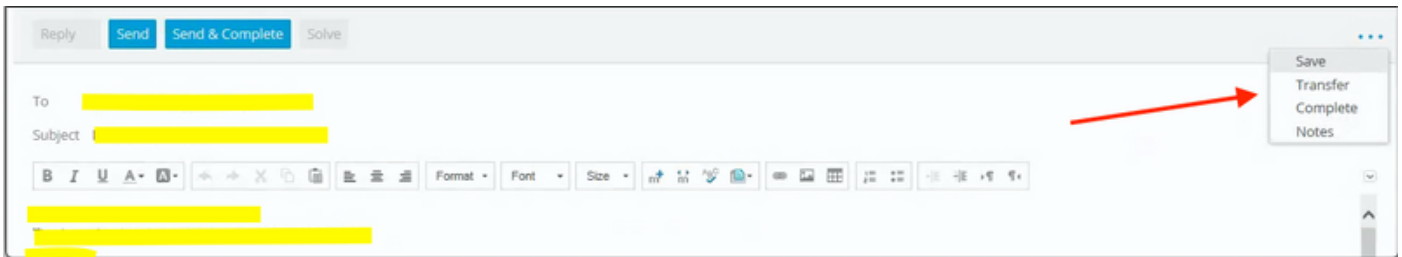 Reply Send Send & Complete Solve
Save
Transfer
Complete
Notes
To
Subject
B I U A A Format Font Size